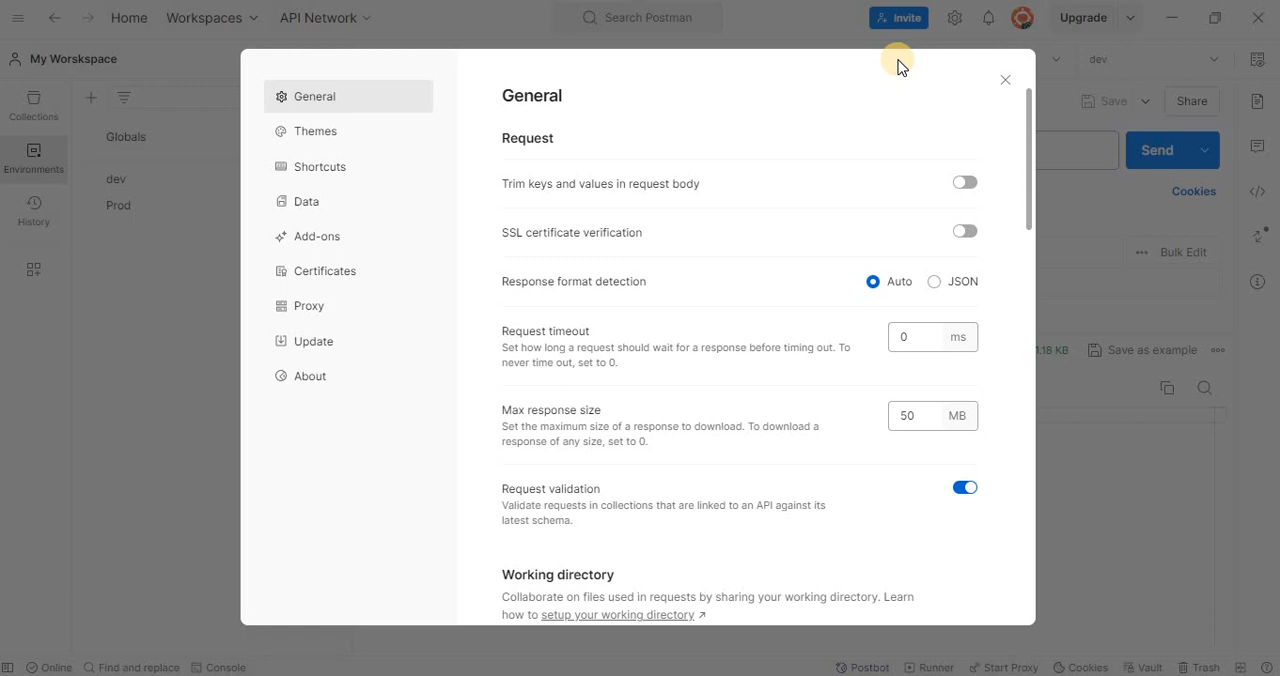 Home Workspaces API Network Search Postman Invite Upgrade
My Worskspace dev
Collections
Environments
History
Globals
dev
Prod
General
Themes
Shortcuts
Data
Add-ons
Certificates
Proxy
Update
About
General
Request
Trim keys and values in request body
SSL certificate verification
Response format detection Auto JSON
Request timeout
Set how long a request should wait for a response before timing out. To
never time out, set to 0.
0 ms
Max response size
Set the maximum size of a response to download. To download a
response of any size, set to 0.
50 MB
Request validation
Validate requests in collections that are linked to an API against its
latest schema.
Working directory
Collaborate on files used in requests by sharing your working directory. Learn
how to setup your working directory ↗
Save Share
Send
Cookies
Bulk Edit
1.18 KB Save as example
Online Find and replace Console Postbot Runner Start Proxy Cookies Vault Trash